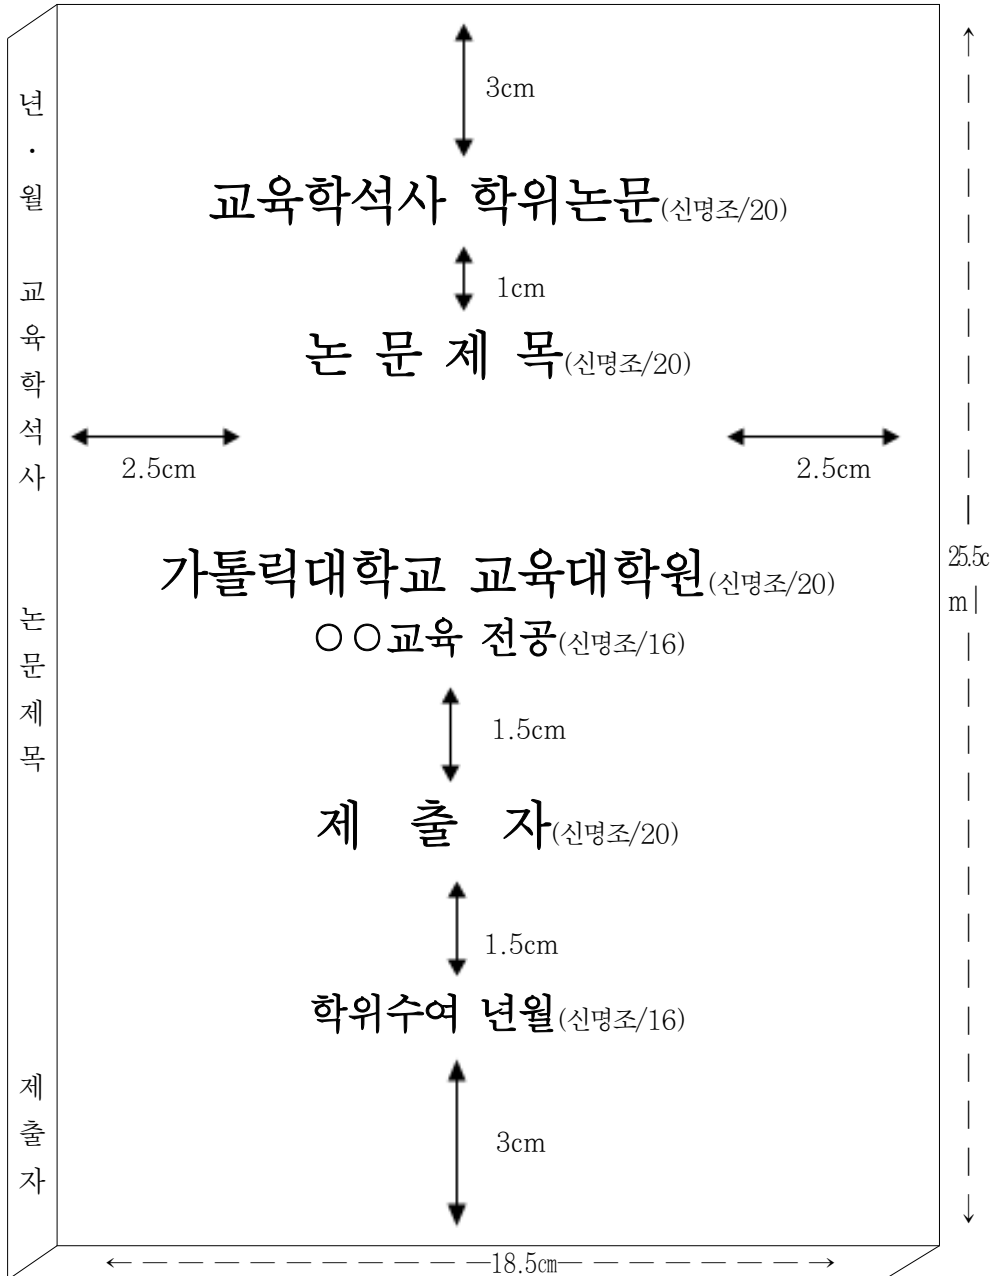 년·월 교육학석사 논문제목 제출자
3cm
교육학석사 학위논문(신명조/20)
1cm
논 문 제 목(신명조/20)
2.5cm 2.5cm
가톨릭대학교 교육대학원(신명조/20)
○○교육 전공(신명조/16)
1.5cm
제 출 자(신명조/20)
1.5cm
학위수여 년월(신명조/16)
3cm
25.5c
m
18.5㎝